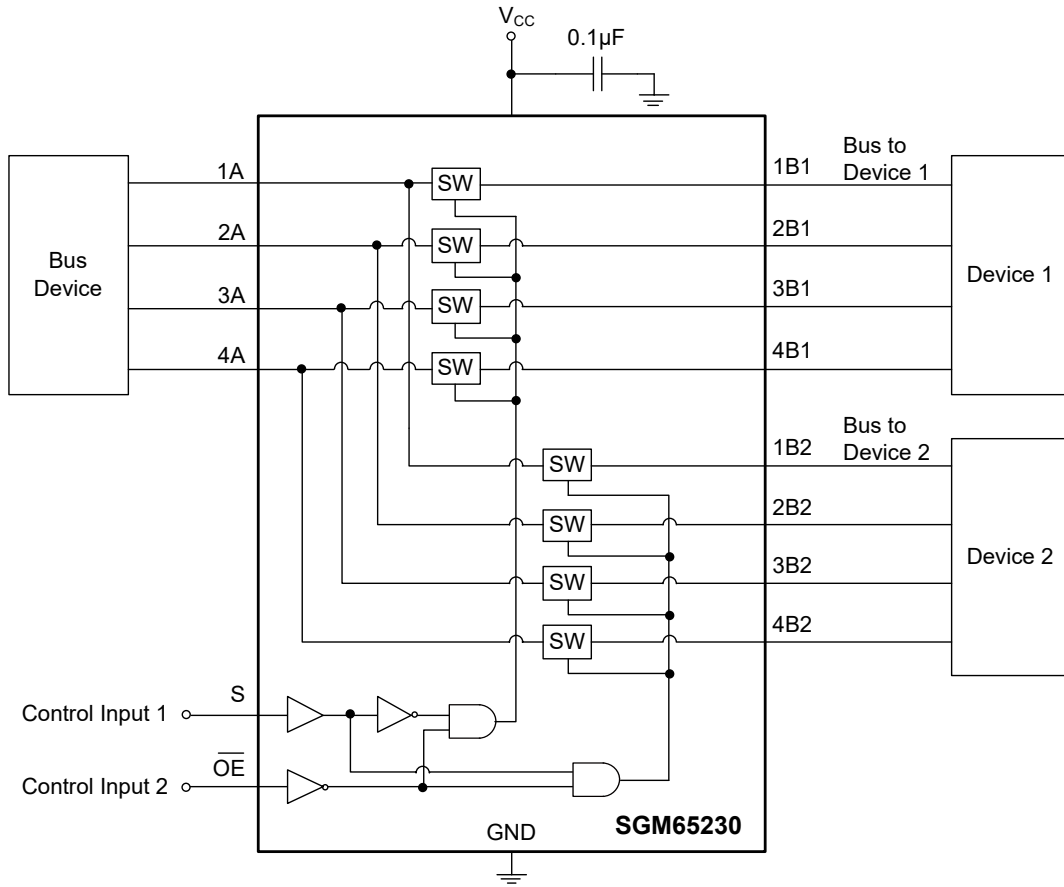 VCC
0.1µF
Bus to
Device 1
1A
SW
1B1
2A
SW
2B1
Bus
Device
Device 1
3A
SW
3B1
4A
SW
4B1
Bus to
Device 2
SW
1B2
SW
2B2
Device 2
SW
3B2
SW
4B2
S
Control Input 1
O̅E̅
Control Input 2
GND
SGM65230